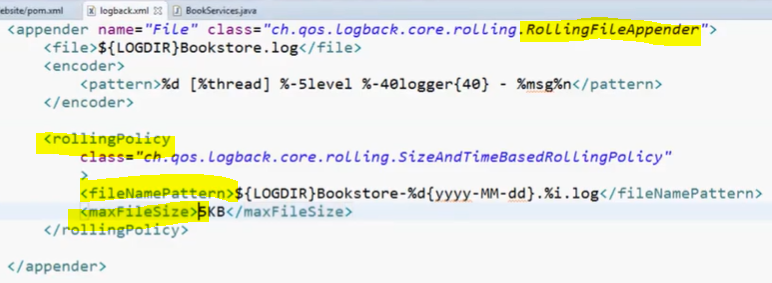 ebsite/pom.xml logback.xml BookServices.java
<appender name="File" class="ch.qos.logback.core.rolling.RollingFileAppender">
<file>${LOGDIR}Bookstore.log</file>
<encoder>
<pattern>%d [%thread] %-5level %-40logger{40} - %msg%n</pattern>
</encoder>
<rollingPolicy
class="ch.qos.logback.core.rolling.SizeAndTimeBasedRollingPolicy"
>
<fileNamePattern>${LOGDIR}Bookstore-%d{yyyy-MM-dd}.%i.log</fileNamePattern>
<maxFileSize>5KB</maxFileSize>
</rollingPolicy>
</appender>